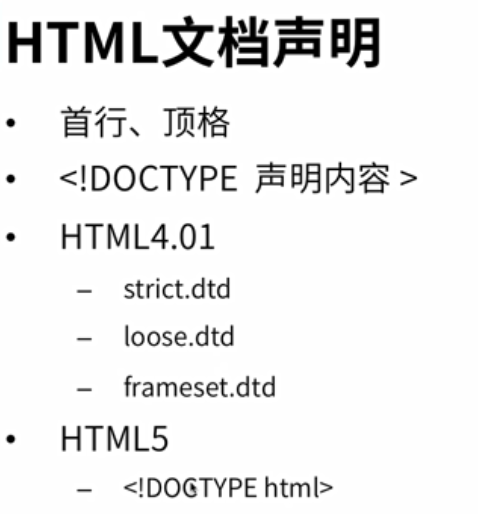 HTML文档声明
• 首行、顶格
• <!DOCTYPE 声明内容 >
• HTML4.01
– strict.dtd
– loose.dtd
– frameset.dtd
• HTML5
– <!DOCTYPE html>